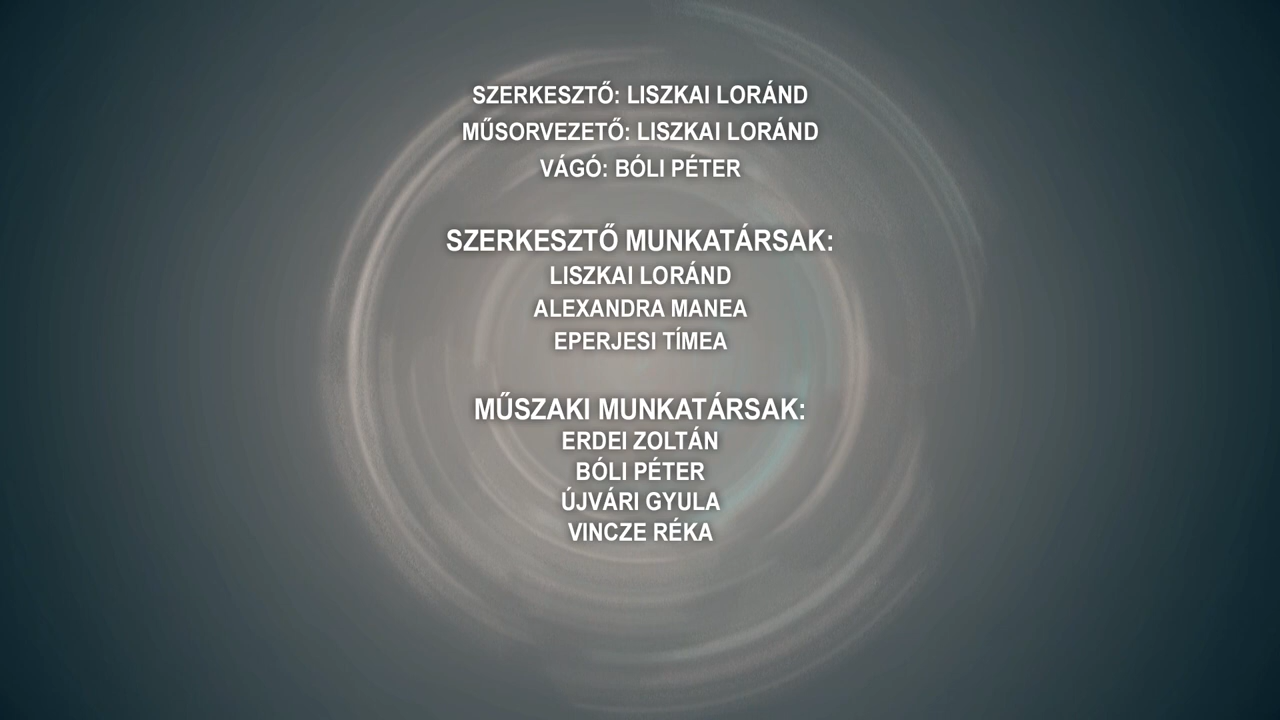 SZERKESZTŐ: LISZKAI LORÁND
MŰSORVEZETŐ: LISZKAI LORÁND
VÁGÓ: BÓLI PÉTER
SZERKESZTŐ MUNKATÁRSAK:
LISZKAI LORÁND
ALEXANDRA MANEA
EPERJESI TÍMEA
MŰSZAKI MUNKATÁRSAK:
ERDEI ZOLTÁN
BÓLI PÉTER
ÚJVÁRI GYULA
VINCZE RÉKA